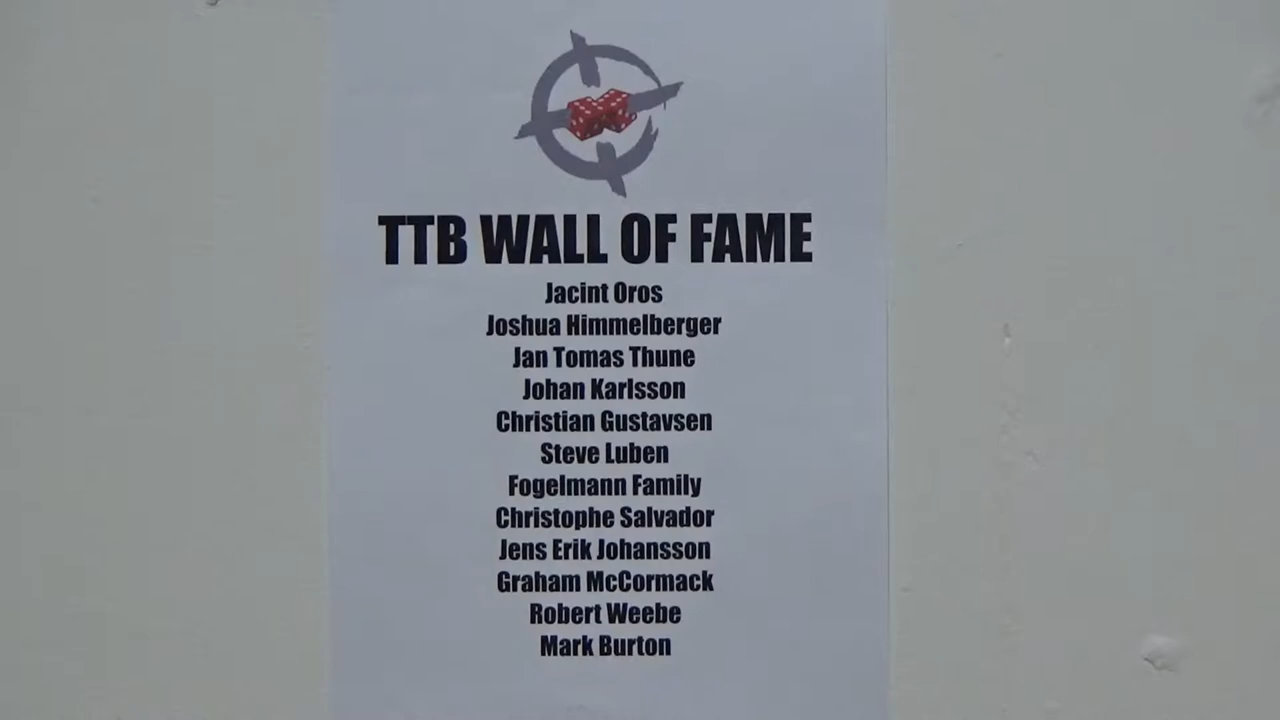 TTB WALL OF FAME
Jacint Oros
Joshua Himmelberger
Jan Tomas Thune
Johan Karlsson
Christian Gustavsen
Steve Luben
Fogelmann Family
Christophe Salvador
Jens Erik Johansson
Graham McCormack
Robert Weebe
Mark Burton